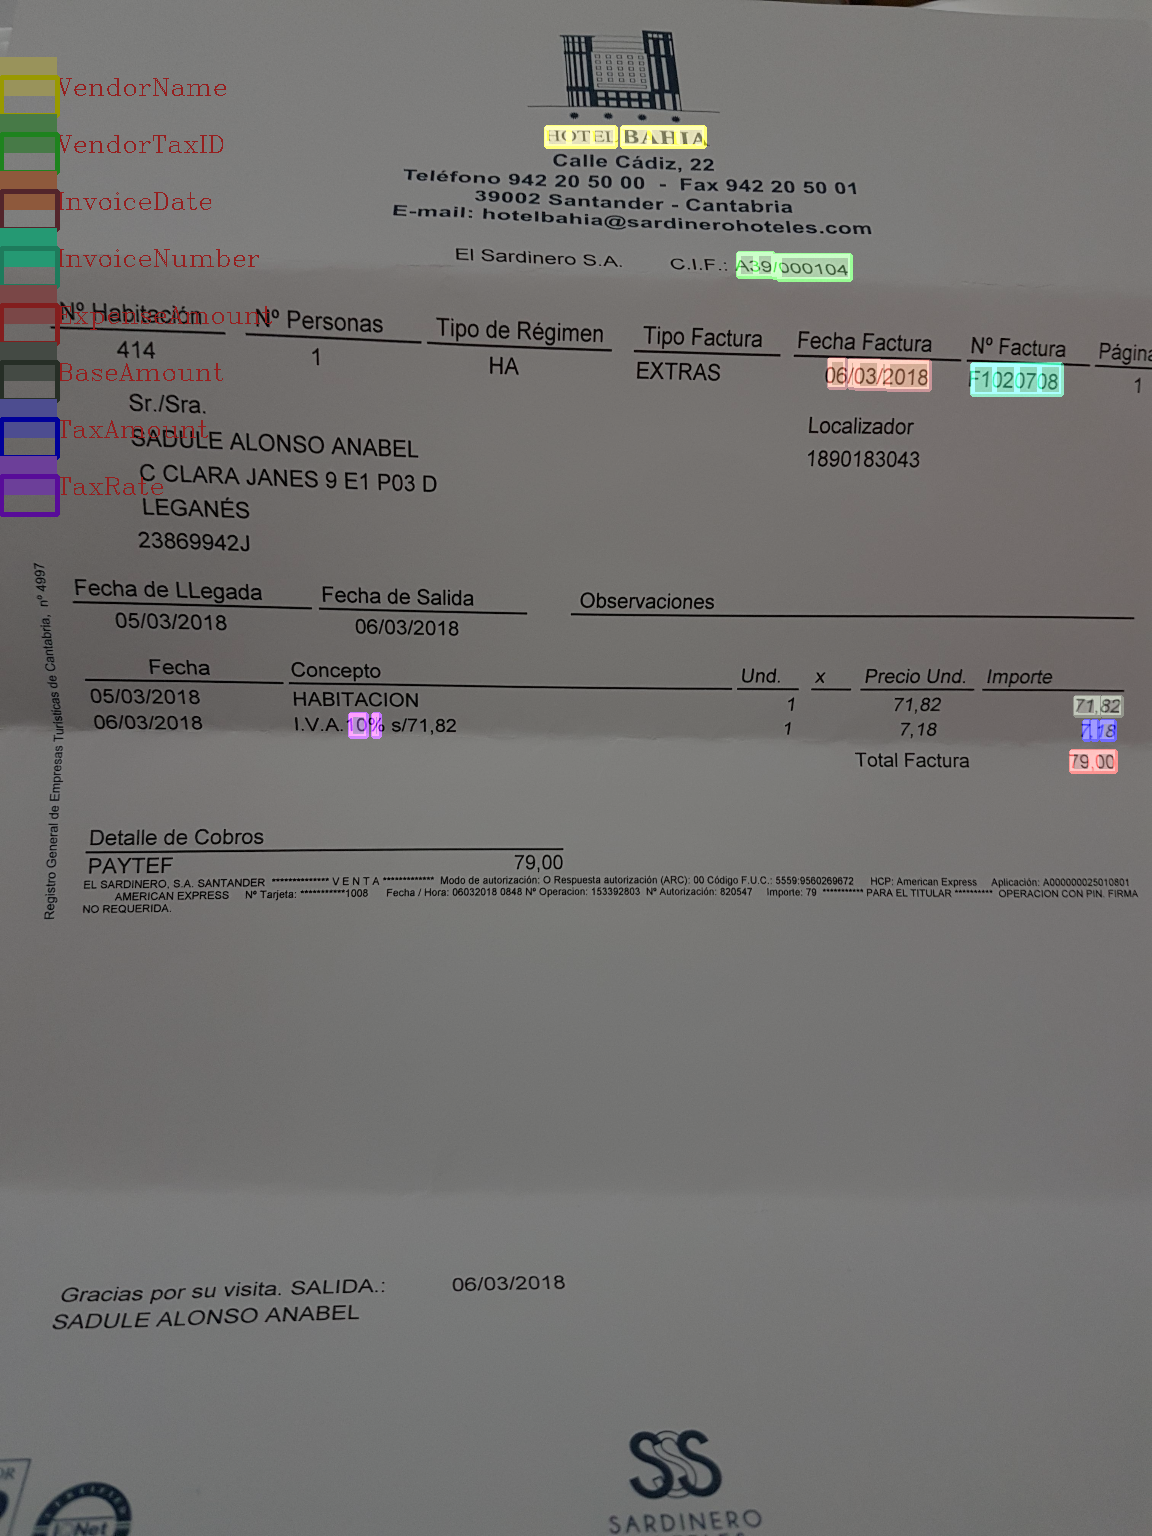 VendorName
VendorTaxID
InvoiceDate
InvoiceNumber
ExpenseAmount
BaseAmount
TaxAmount
TaxRate
HOTEL BAHIA
Calle Cádiz, 22
Teléfono 942 20 50 00 - Fax 942 20 50 01
39002 Santander - Cantabria
E-mail: hotelbahia@sardinerohoteles.com
El Sardinero S.A. C.I.F.: A39/000104
Nº Habitación Nº Personas Tipo de Régimen Tipo Factura Fecha Factura Nº Factura Página
414 1 HA EXTRAS 06/03/2018 F1020708 1
Sr./Sra.
SADULE ALONSO ANABEL
C CLARA JANES 9 E1 P03 D
LEGANÉS
23869942J
Localizador
1890183043
Registro General de Empresas Turísticas de Cantabria, nº 4997
Fecha de LLegada Fecha de Salida Observaciones
05/03/2018 06/03/2018
Fecha Concepto Und. x Precio Und. Importe
05/03/2018 HABITACION 1 71,82 71,82
06/03/2018 I.V.A.10% s/71,82 1 7,18 7,18
Total Factura 79,00
Detalle de Cobros
PAYTEF 79,00
EL SARDINERO, S.A. SANTANDER ************** V E N T A ************* Modo de autorización: O Respuesta autorización (ARC): 00 Código F.U.C.: 5559:9560269672 HCP: American Express Aplicación: A000000025010801
AMERICAN EXPRESS Nº Tarjeta: ***********1008 Fecha / Hora: 06032018 0848 Nº Operacion: 153392803 Nº Autorización: 820547 Importe: 79 ********** PARA EL TITULAR ********** OPERACION CON PIN. FIRMA
NO REQUERIDA.
Gracias por su visita. SALIDA.: 06/03/2018
SADULE ALONSO ANABEL
SSS
SARDINERO